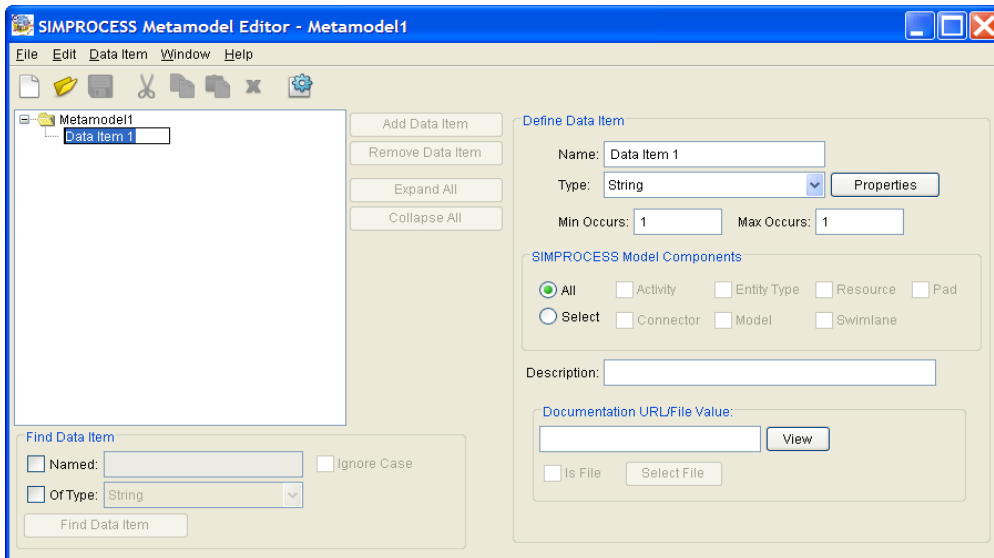 SIMPROCESS Metamodel Editor - Metamodel1
File Edit Data Item Window Help
Metamodel1
Data Item 1
Add Data Item
Remove Data Item
Expand All
Collapse All
Define Data Item
Name: Data Item 1
Type: String Properties
Min Occurs: 1 Max Occurs: 1
SIMPROCESS Model Components
All Activity Entity Type Resource Pad
Select Connector Model Swimlane
Description:
Documentation URL/File Value:
View
Is File Select File
Find Data Item
Named: Ignore Case
Of Type: String
Find Data Item